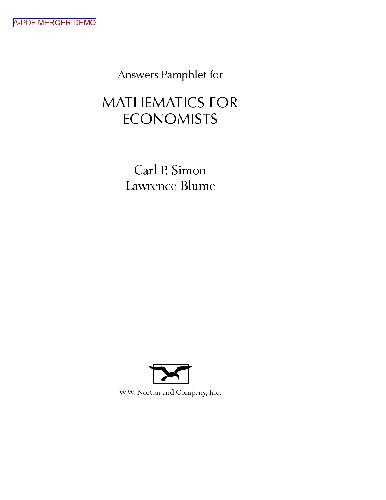 A-PDF MERGER DEMO
Answers Pamphlet for
MATHEMATICS FOR
ECONOMISTS
Carl P. Simon
Lawrence Blume
W.W. Norton and Company, Inc.